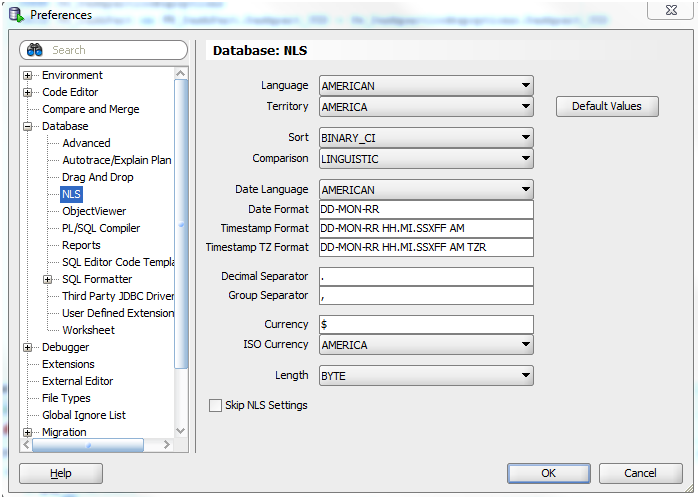 Preferences
Search
Environment
Code Editor
Compare and Merge
Database
Advanced
Autotrace/Explain Plan
Drag And Drop
NLS
ObjectViewer
PL/SQL Compiler
Reports
SQL Editor Code Templa
SQL Formatter
Third Party JDBC Driver
User Defined Extension
Worksheet
Debugger
Extensions
External Editor
File Types
Global Ignore List
Migration
Database: NLS
Language AMERICAN
Territory AMERICA Default Values
Sort BINARY_CI
Comparison LINGUISTIC
Date Language AMERICAN
Date Format DD-MON-RR
Timestamp Format DD-MON-RR HH.MI.SSXFF AM
Timestamp TZ Format DD-MON-RR HH.MI.SSXFF AM TZR
Decimal Separator .
Group Separator ,
Currency $
ISO Currency AMERICA
Length BYTE
Skip NLS Settings
Help OK Cancel